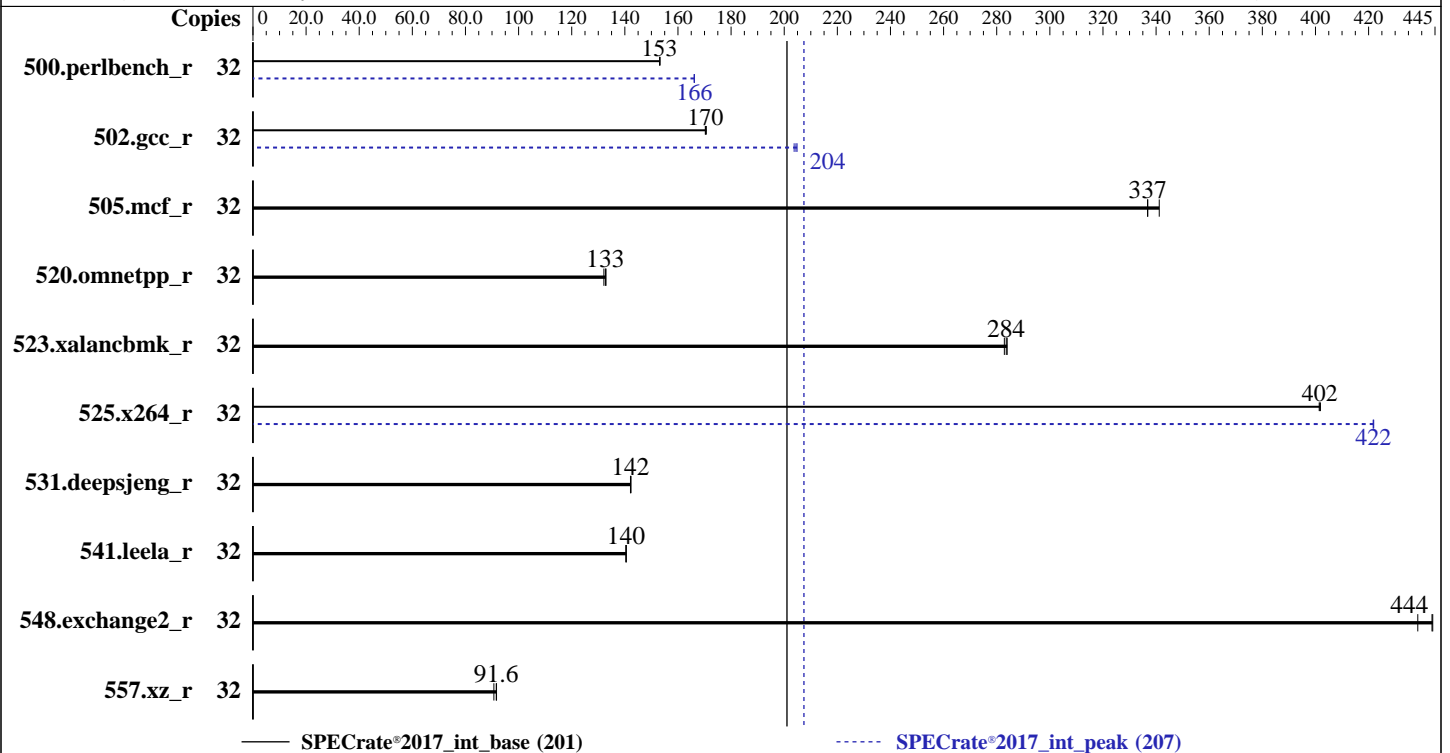 Copies 0 20.0 40.0 60.0 80.0 100 120 140 160 180 200 220 240 260 280 300 320 340 360 380 400 420 445
153
500.perlbench_r 32
166
170
502.gcc_r 32
204
337
505.mcf_r 32
133
520.omnetpp_r 32
284
523.xalancbmk_r 32
402
525.x264_r 32
422
142
531.deepsjeng_r 32
140
541.leela_r 32
444
548.exchange2_r 32
91.6
557.xz_r 32
SPECrate®2017_int_base (201) SPECrate®2017_int_peak (207)